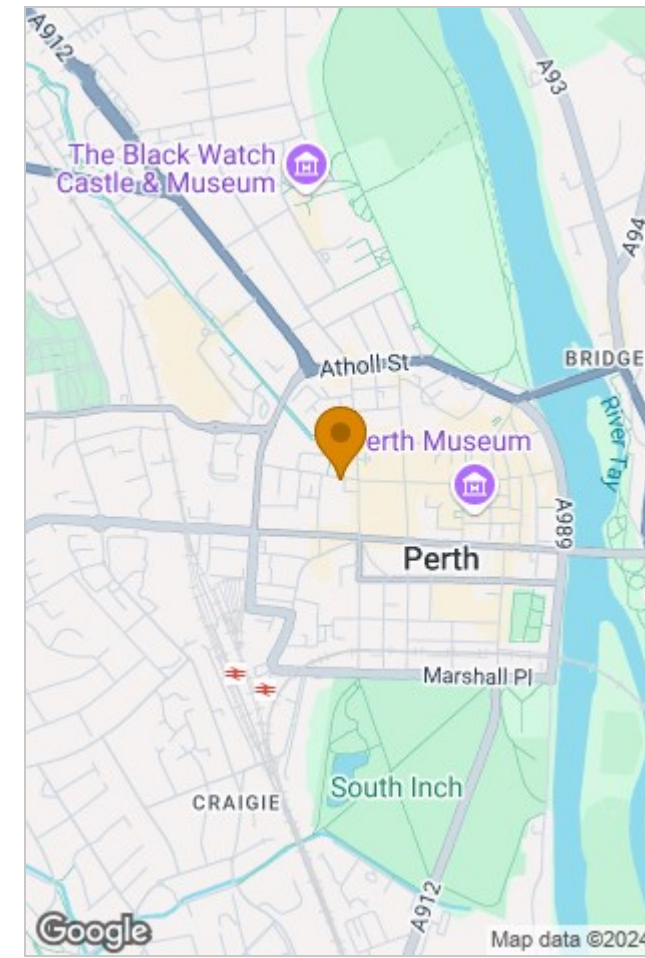 A912
A93
The Black Watch
Castle & Museum
A94
Atholl St
BRIDGE
River Tay
erth Museum
A989
Perth
Marshall Pl
South Inch
CRAIGIE
A912
Google
Map data ©2024